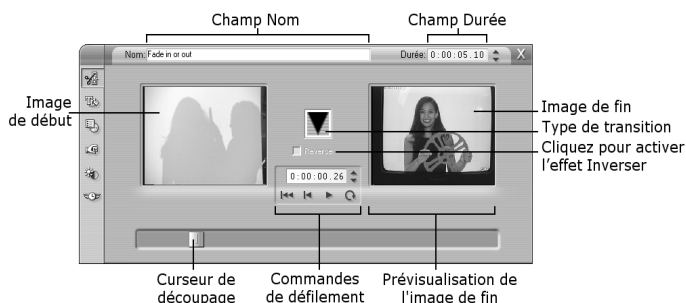 Champ Nom
Champ Durée
Nom: Fade in or out
Durée: 0:00:05.10
X
Image
de début
Image de fin
Type de transition
Cliquez pour activer
l'effet Inverser
Reverse
0:00:00.26
Curseur de
découpage
Commandes
de défilement
Prévisualisation de
l'image de fin